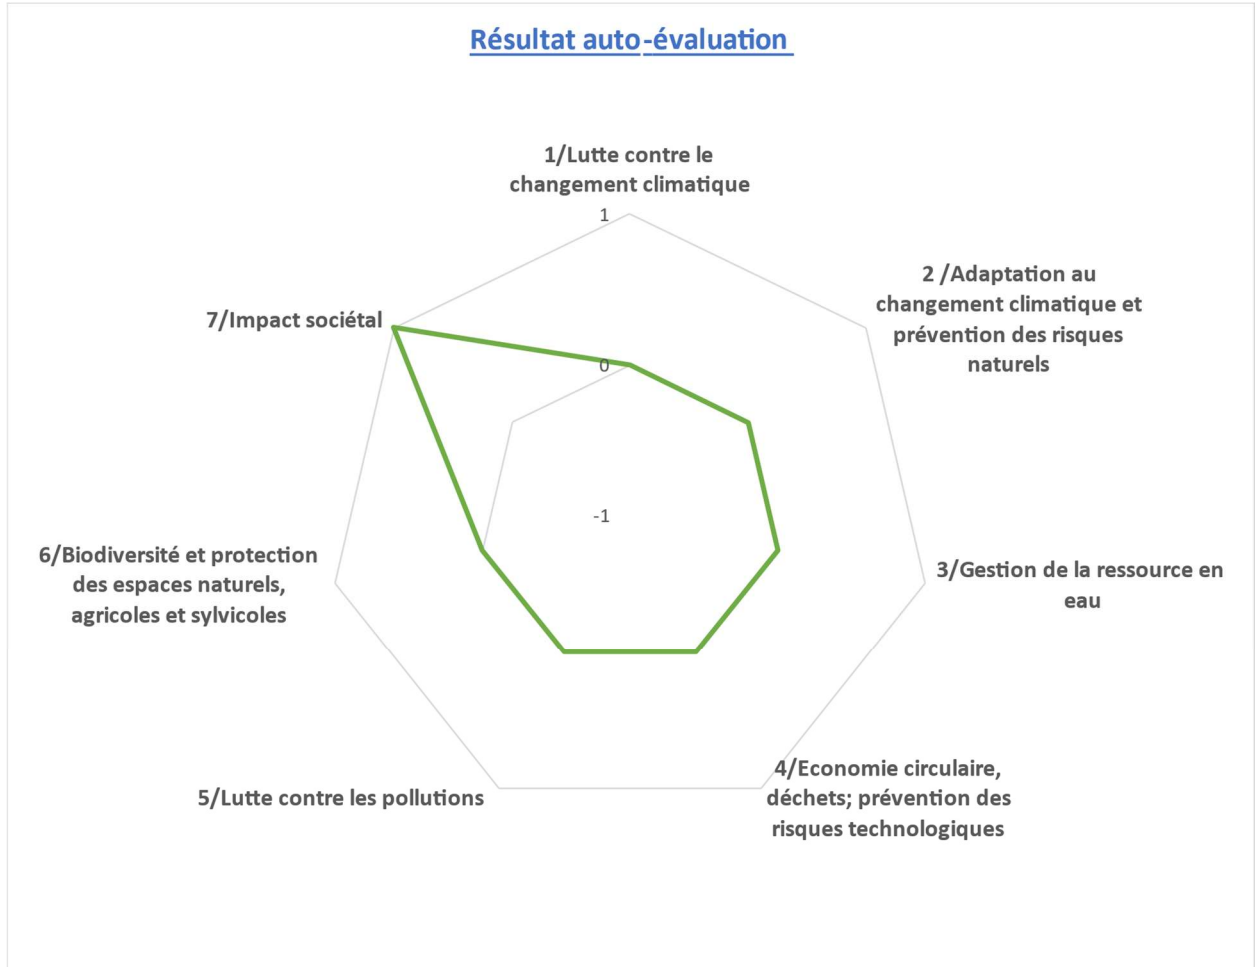 Résultat auto-évaluation
1/Lutte contre le
changement climatique
1
2 /Adaptation au
changement climatique et
prévention des risques
naturels
7/Impact sociétal
0
-1
6/Biodiversité et protection
des espaces naturels,
agricoles et sylvicoles
3/Gestion de la ressource en
eau
4/Economie circulaire,
déchets; prévention des
risques technologiques
5/Lutte contre les pollutions